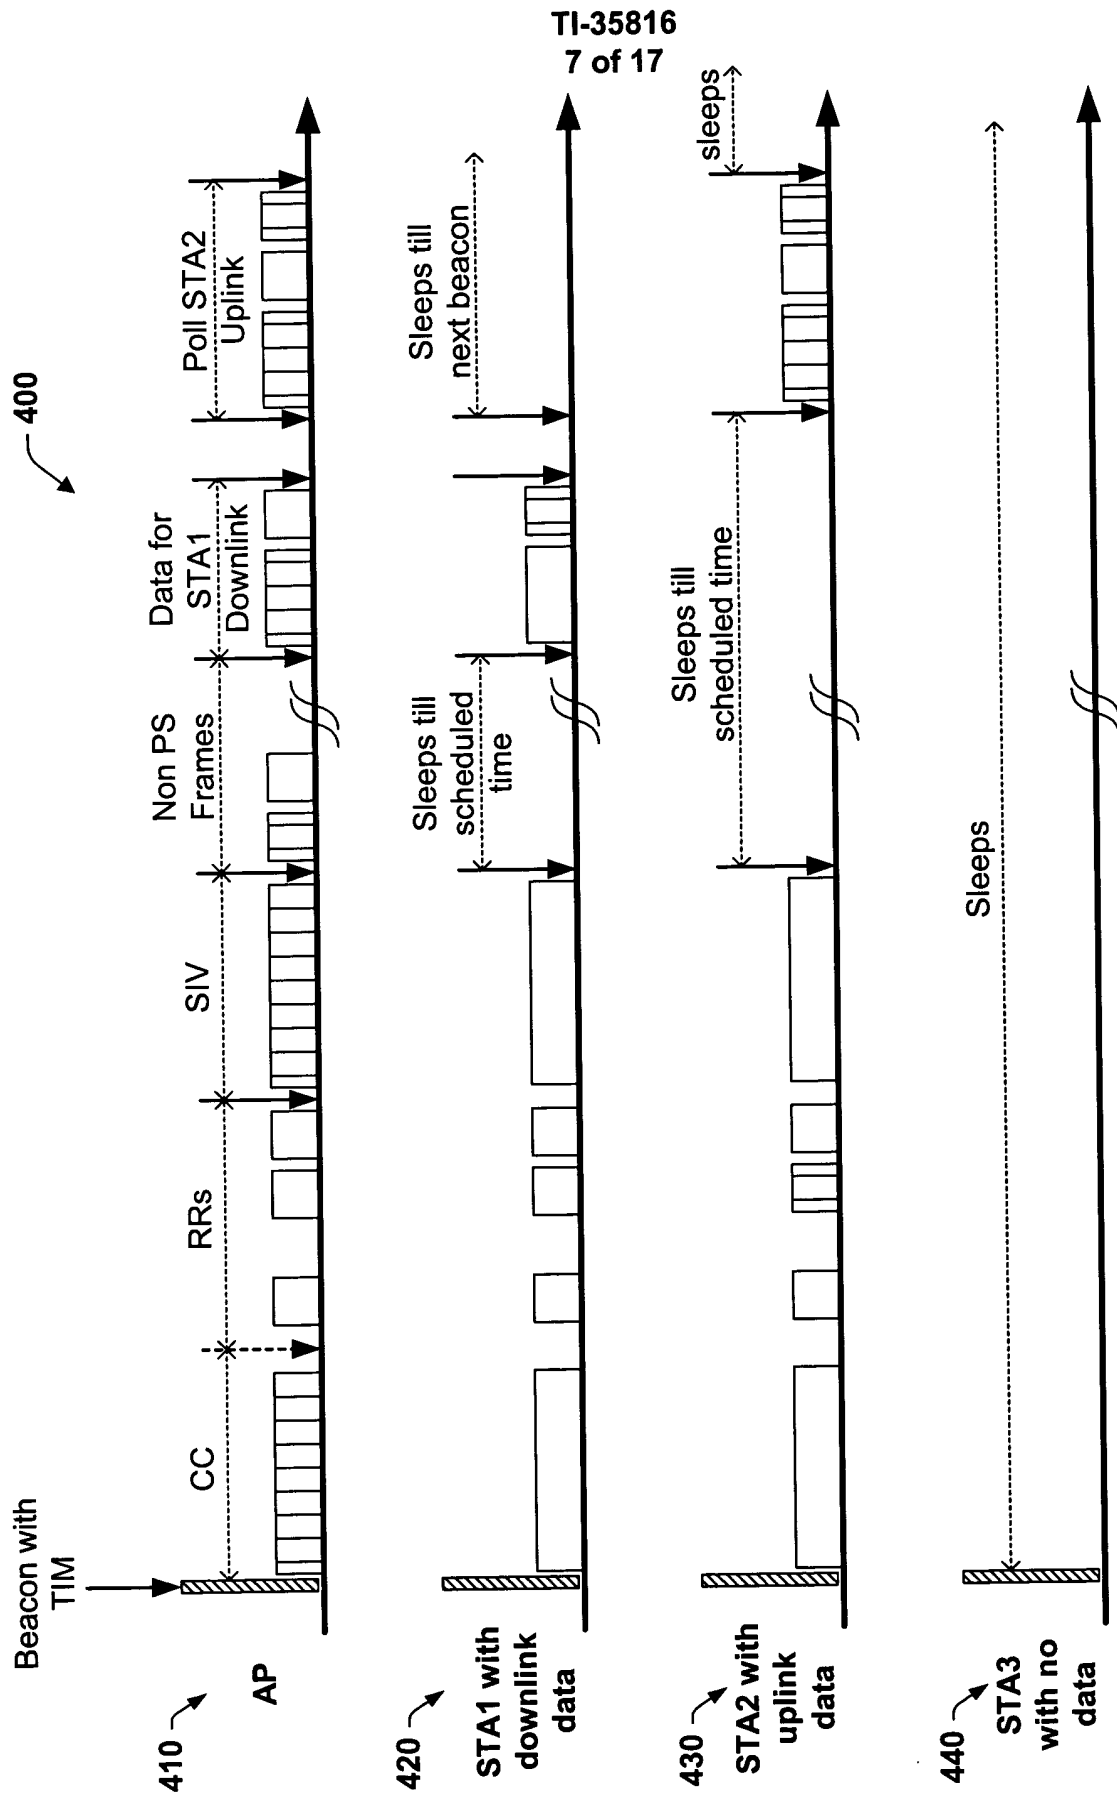 TI-35816
7 of 17
400
Beacon with
TIM
410
AP
CC
RRs
SIV
Non PS
Frames
Data for
STA1
Downlink
Poll STA2
Uplink
420
STA1 with
downlink
data
Sleeps till
scheduled
time
Sleeps till
next beacon
430
STA2 with
uplink
data
Sleeps till
scheduled time
sleeps
440
STA3
with no
data
Sleeps